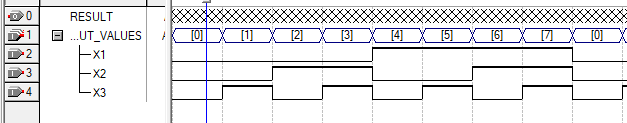 0 RESULT
1 ...UT_VALUES [0] [1] [2] [3] [4] [5] [6] [7] [0]
2 X1
3 X2
4 X3